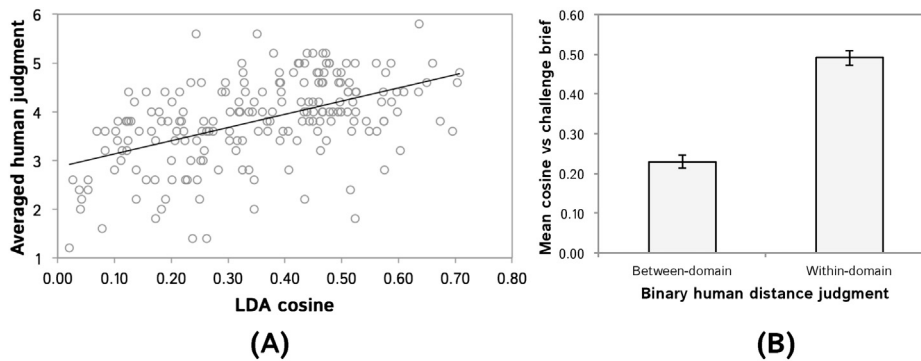 Averaged human judgment
6
5
4
3
2
1
0.00 0.10 0.20 0.30 0.40 0.50 0.60 0.70 0.80
LDA cosine
(A)
Mean cosine vs challenge brief
0.60
0.50
0.40
0.30
0.20
0.10
0.00
Between-domain Within-domain
Binary human distance judgment
(B)